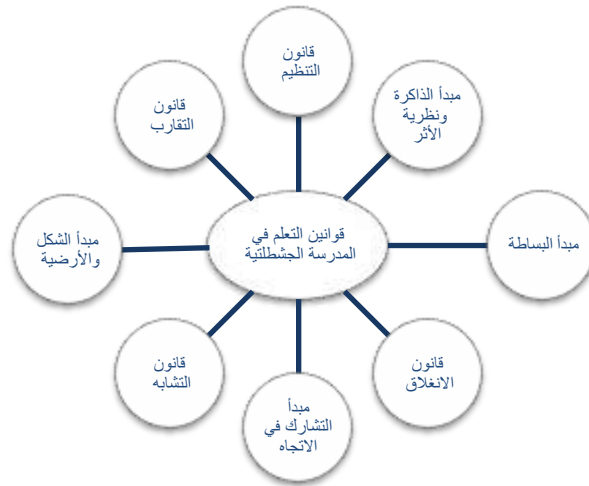 قانون
التنظيم
مبدأ الذاكرة
ونظرية
الأثر
مبدأ البساطة
قانون
الانغلاق
مبدأ
التشارك في
الاتجاه
قانون
التشابه
مبدأ الشكل
والأرضية
قانون
التقارب
قوانين التعلم في
المدرسة الجشطلتية